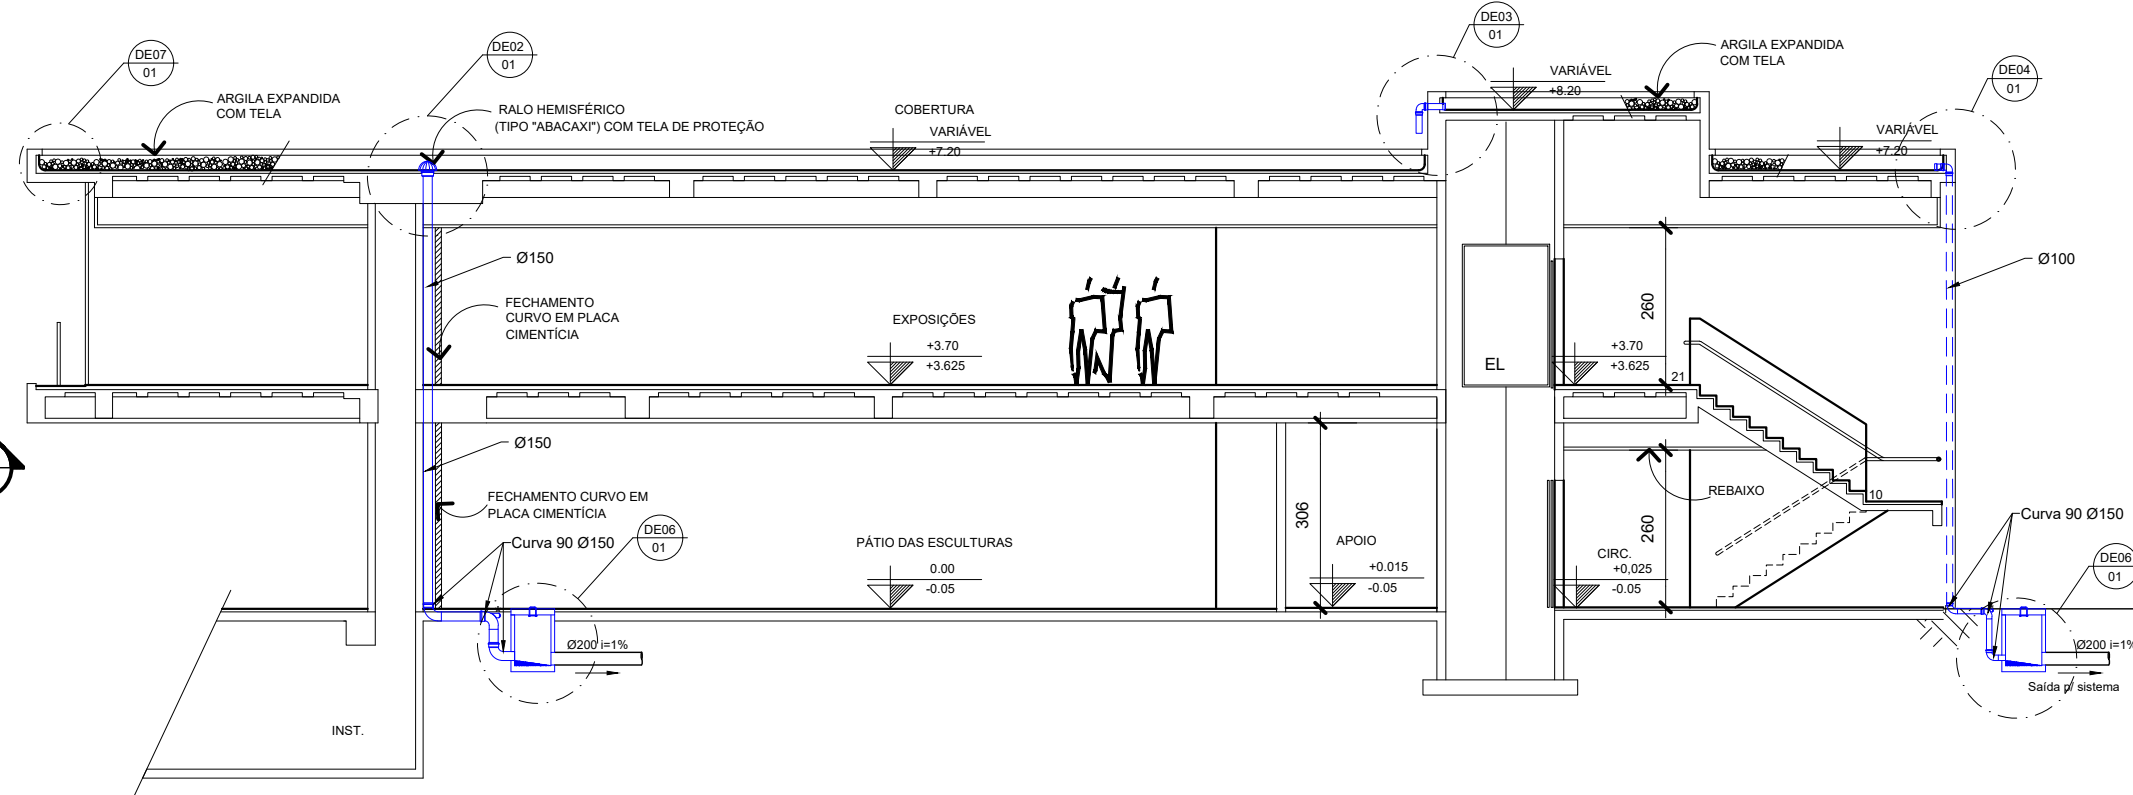 DE07
01
ARGILA EXPANDIDA
COM TELA
DE02
01
RALO HEMISFÉRICO
(TIPO "ABACAXI") COM TELA DE PROTEÇÃO
COBERTURA
VARIÁVEL
+7.20
DE03
01
VARIÁVEL
+8.20
ARGILA EXPANDIDA
COM TELA
DE04
01
VARIÁVEL
+7.20
Ø150
FECHAMENTO
CURVO EM PLACA
CIMENTÍCIA
EXPOSIÇÕES
+3.70
+3.625
EL
+3.70
+3.625
260
21
Ø100
Ø150
FECHAMENTO CURVO EM
PLACA CIMENTÍCIA
Curva 90 Ø150
DE06
01
Ø200 i=1%
PÁTIO DAS ESCULTURAS
0.00
-0.05
306
APOIO
+0.015
-0.05
CIRC.
+0,025
-0.05
260
REBAIXO
10
Curva 90 Ø150
DE06
01
Ø200 i=1%
Saída p/ sistema
INST.